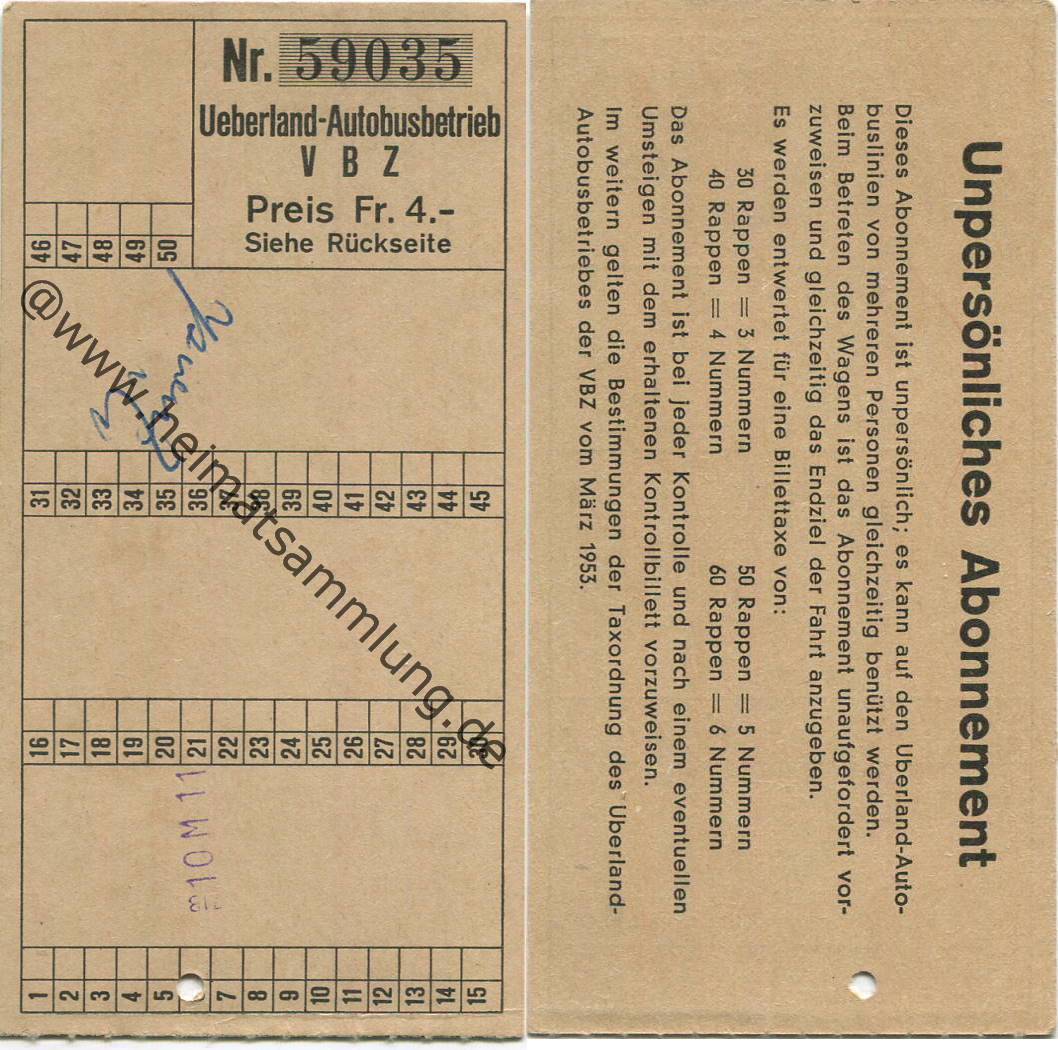 Nr. 59035
Ueberland-Autobusbetrieb
V B Z
Preis Fr. 4.-
Siehe Rückseite
46 47 48 49 50
31 32 33 34 35 36 37 38 39 40 41 42 43 44 45
16 17 18 19 20 21 22 23 24 25 26 27 28 29 30
10 M 11
1 2 3 4 5 7 8 9 10 11 12 13 14 15
@www.heimatsammlung.de
Unpersönliches Abonnement
Dieses Abonnement ist unpersönlich; es kann auf den Überland-Auto-
buslinien von mehreren Personen gleichzeitig benützt werden.
Beim Betreten des Wagens ist das Abonnement unaufgefordert vor-
zuweisen und gleichzeitig das Endziel der Fahrt anzugeben.
Es werden entwertet für eine Billettaxe von:
30 Rappen = 3 Nummern 50 Rappen = 5 Nummern
40 Rappen = 4 Nummern 60 Rappen = 6 Nummern
Das Abonnement ist bei jeder Kontrolle und nach einem eventuellen
Umsteigen mit dem erhaltenen Kontrollbillett vorzuweisen.
Im weitern gelten die Bestimmungen der Taxordnung des Überland-
Autobusbetriebes der VBZ vom März 1953.